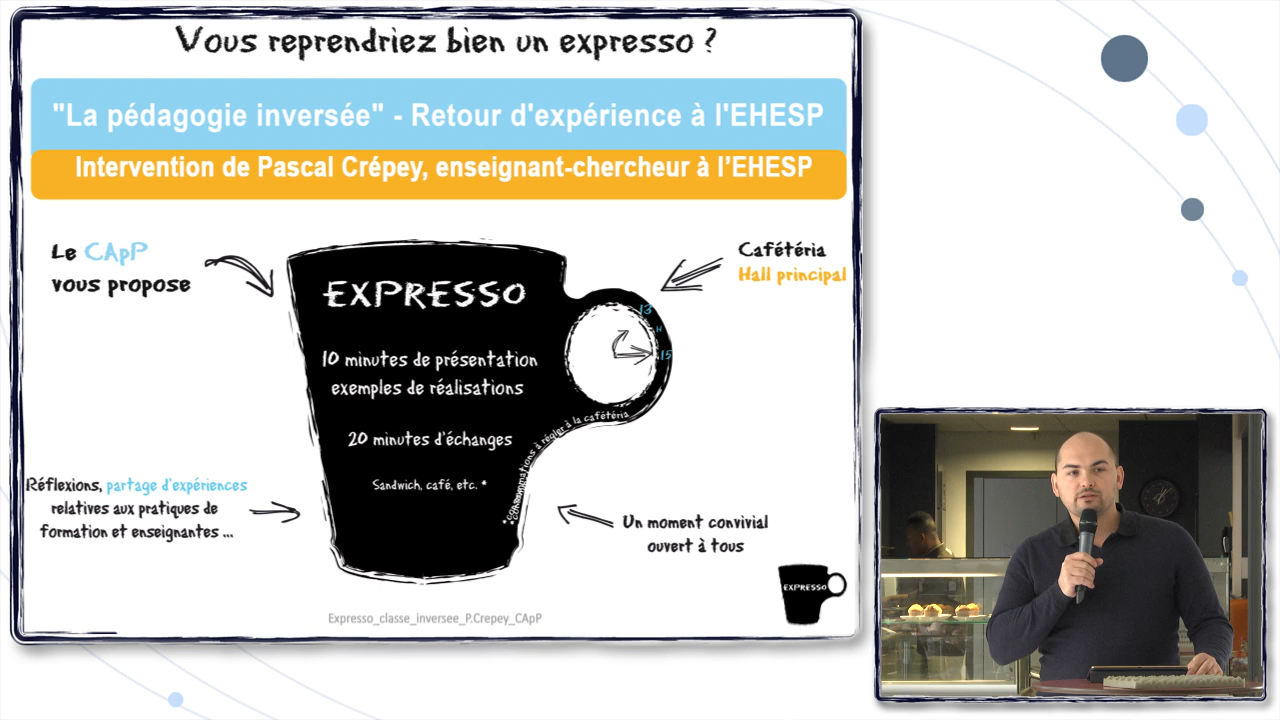 Vous reprendriez bien un expresso ?
"La pédagogie inversée" - Retour d'expérience à l'EHESP
Intervention de Pascal Crépey, enseignant-chercheur à l'EHESP
Le CApP
vous propose
Cafétéria
Hall principal
EXPRESSO
13
H
15
10 minutes de présentation
exemples de réalisations
20 minutes d'échanges
Sandwich, café, etc. *
*consommations à régler à la cafétéria
Réflexions, partage d'expériences
relatives aux pratiques de
formation et enseignantes ...
Un moment convivial
ouvert à tous
EXPRESSO
Expresso_classe_inversee_P.Crepey_CApP